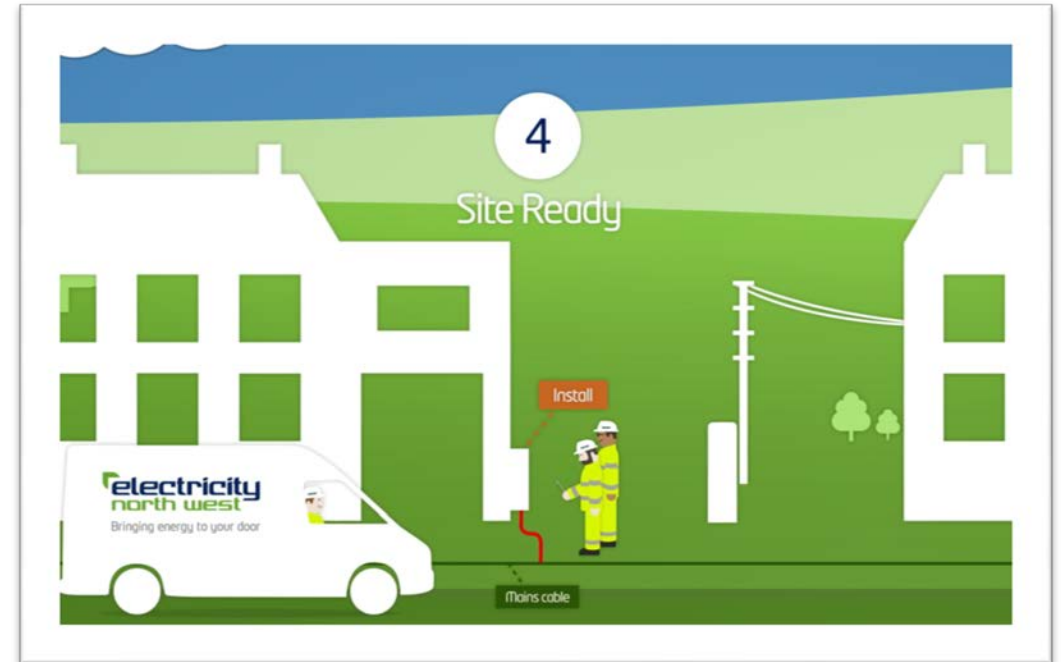 4
Site Ready
Install
electricity
north west
Bringing energy to your door
Mains cable